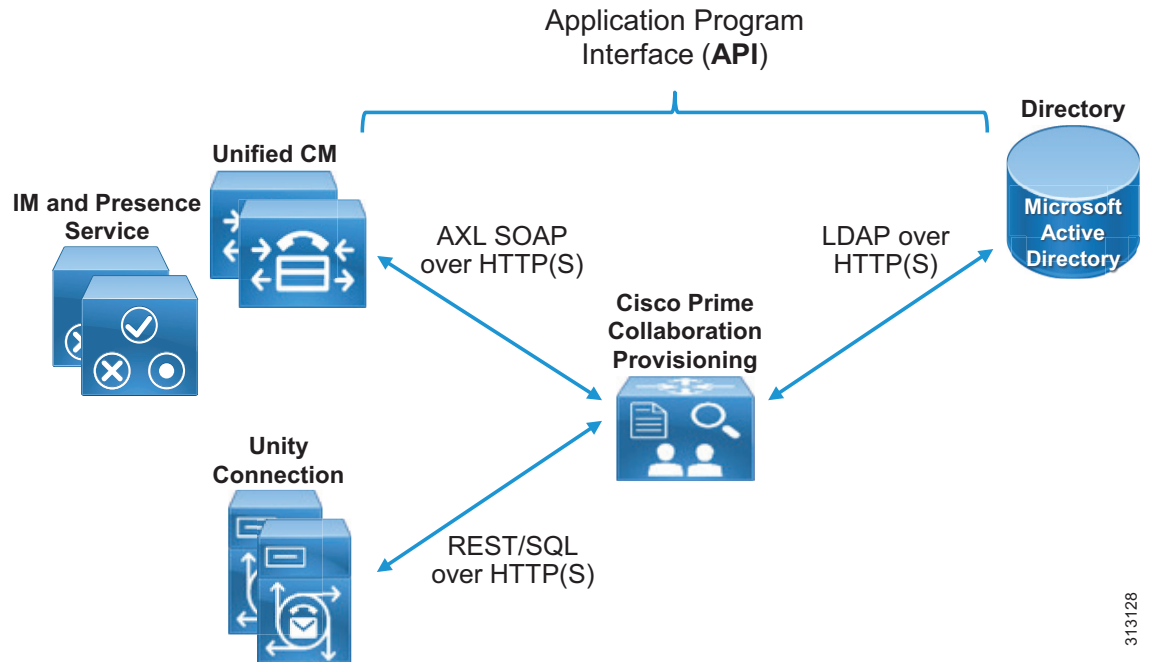 Application Program
Interface (API)
Directory
Unified CM
IM and Presence
Service
Microsoft
Active
Directory
AXL SOAP
over HTTP(S)
LDAP over
HTTP(S)
Cisco Prime
Collaboration
Provisioning
Unity
Connection
REST/SQL
over HTTP(S)
313128